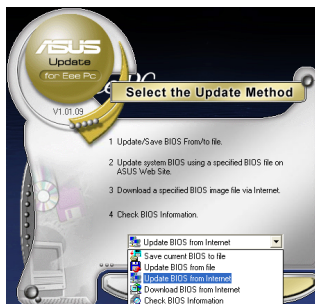 ASUS
Update
for Eee Pc
V1.01.09
Select the Update Method
1 Update/Save BIOS From/to file.
2 Update system BIOS using a specified BIOS file on
ASUS Web Site.
3 Download a specified BIOS image file via Internet.
4 Check BIOS Information.
Update BIOS from Internet
Save current BIOS to file
Update BIOS from file
Update BIOS from Internet
Download BIOS from Internet
Check BIOS Information